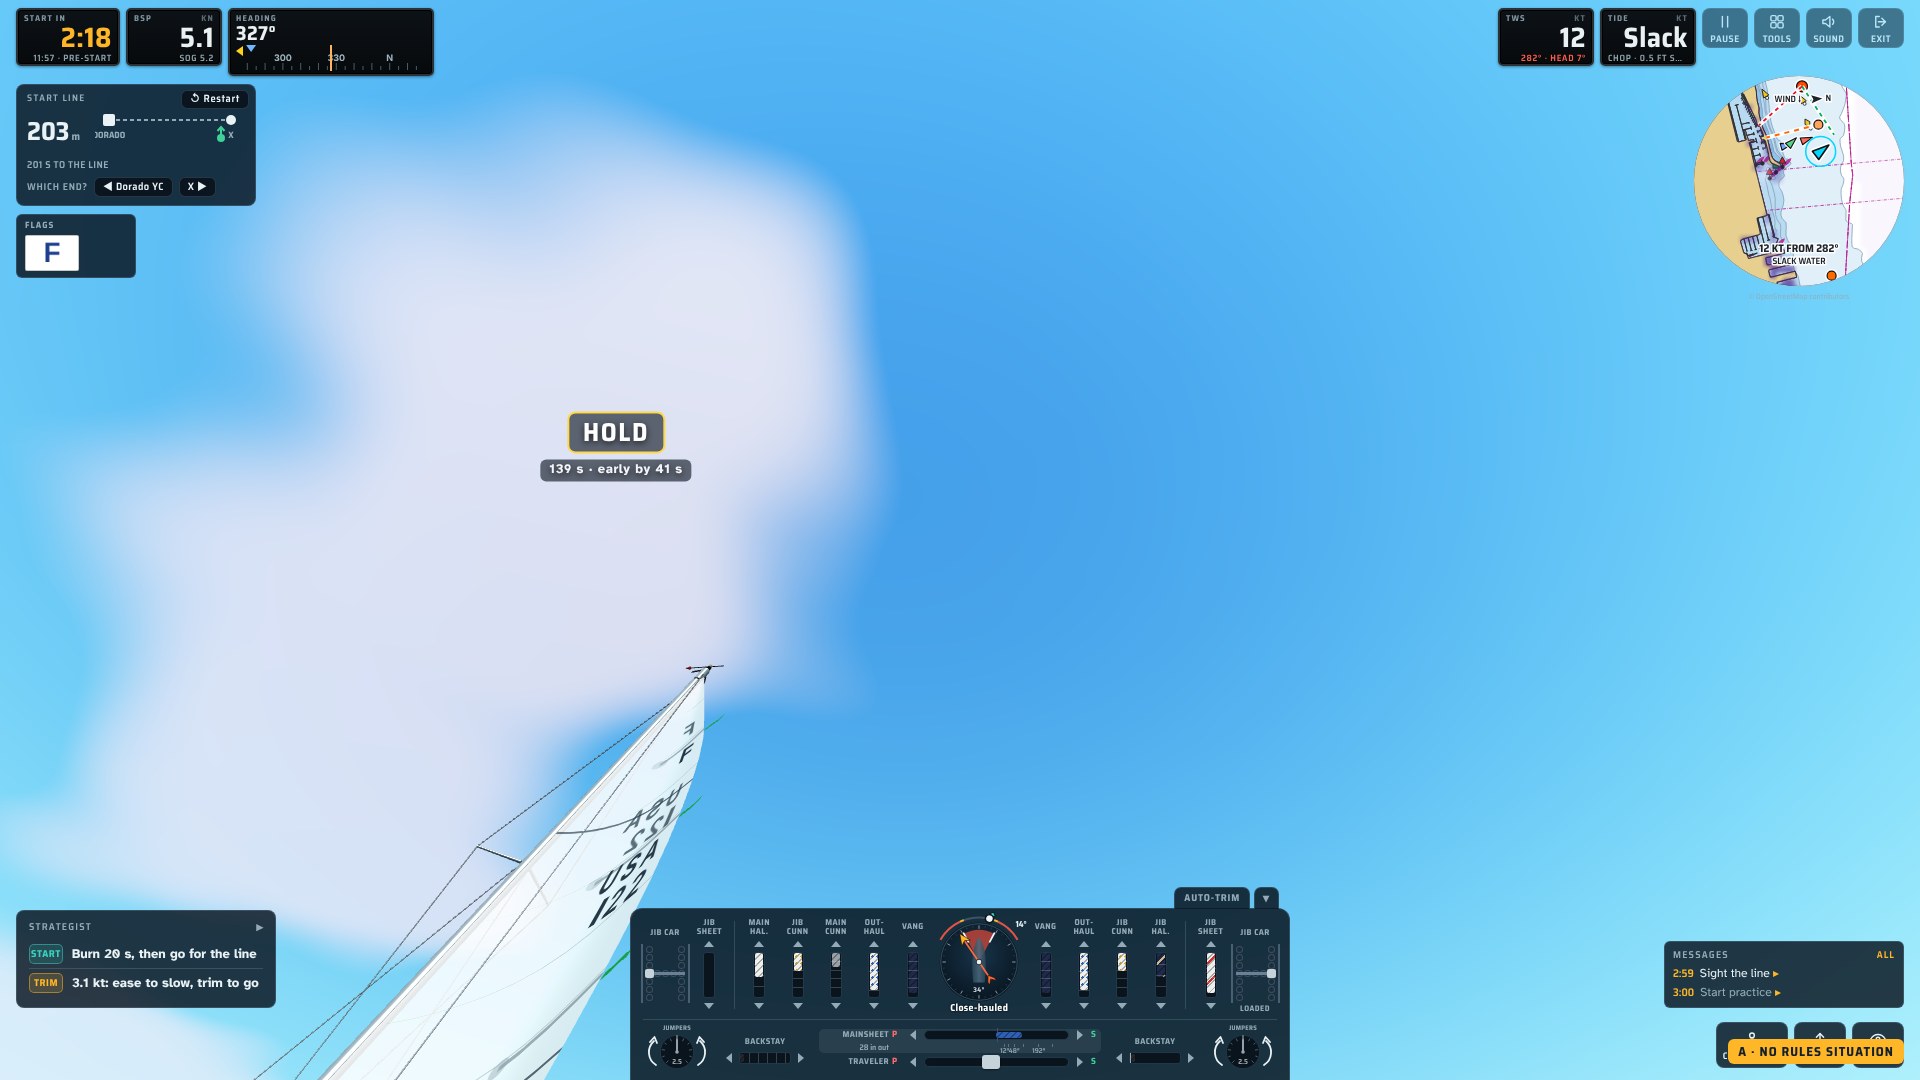 START IN
2:18
11:57 · PRE-START
BSP KN
5.1
SOG 5.2
HEADING
327°
300 330 N
TWS KT
12
282° · HEAD 7°
TIDE KT
Slack
CHOP · 0.5 FT S...
PAUSE
TOOLS
SOUND
EXIT
START LINE
Restart
203 m
DORADO X
201 S TO THE LINE
WHICH END? ◀ Dorado YC X ▶
FLAGS
F
WIND N
12 KT FROM 282°
SLACK WATER
HOLD
139 s · early by 41 s
F
F
USA
122
USA
122
STRATEGIST
START Burn 20 s, then go for the line
TRIM 3.1 kt: ease to slow, trim to go
AUTO-TRIM
JIB CAR
JIB SHEET
MAIN HAL.
JIB CUNN
MAIN CUNN
OUT-HAUL
VANG
14°
34°
Close-hauled
VANG
OUT-HAUL
JIB CUNN
JIB HAL.
JIB SHEET
JIB CAR
LOADED
JUMPERS
2.5
BACKSTAY
MAINSHEET P S
28 in out
TRAVELER P S
BACKSTAY
JUMPERS
2.5
MESSAGES ALL
2:59 Sight the line ▸
3:00 Start practice ▸
A · NO RULES SITUATION